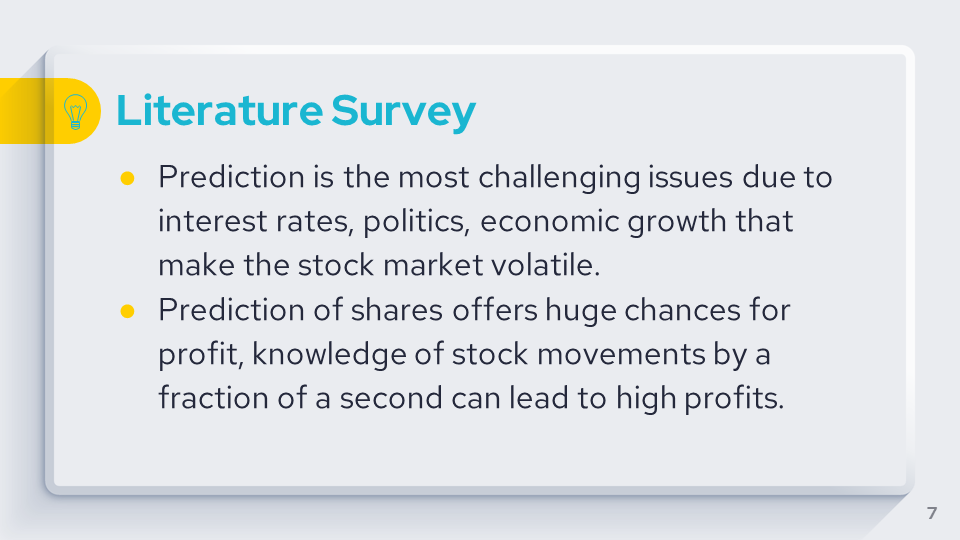 Literature Survey
● Prediction is the most challenging issues due to
interest rates, politics, economic growth that
make the stock market volatile.
● Prediction of shares offers huge chances for
profit, knowledge of stock movements by a
fraction of a second can lead to high profits.
7